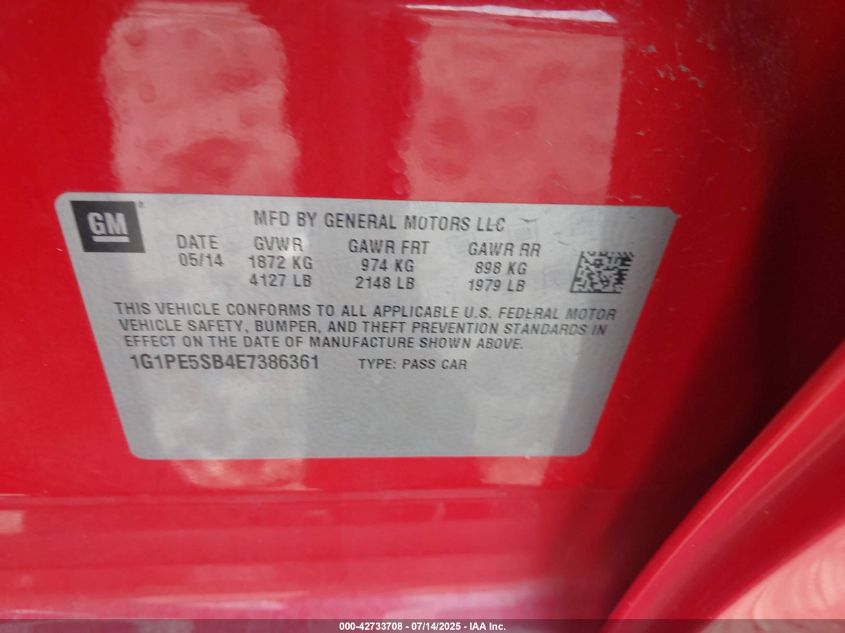 GM®
MFD BY GENERAL MOTORS LLC
DATE GVWR GAWR FRT GAWR RR
05/14 1872 KG 974 KG 898 KG
4127 LB 2148 LB 1979 LB
THIS VEHICLE CONFORMS TO ALL APPLICABLE U.S. FEDERAL MOTOR
VEHICLE SAFETY, BUMPER, AND THEFT PREVENTION STANDARDS IN
EFFECT ON THE DATE OF MANUFACTURE SHOWN ABOVE.
1G1PE5SB4E7386361 TYPE: PASS CAR
000-42733708 - 07/14/2025 - IAA Inc.